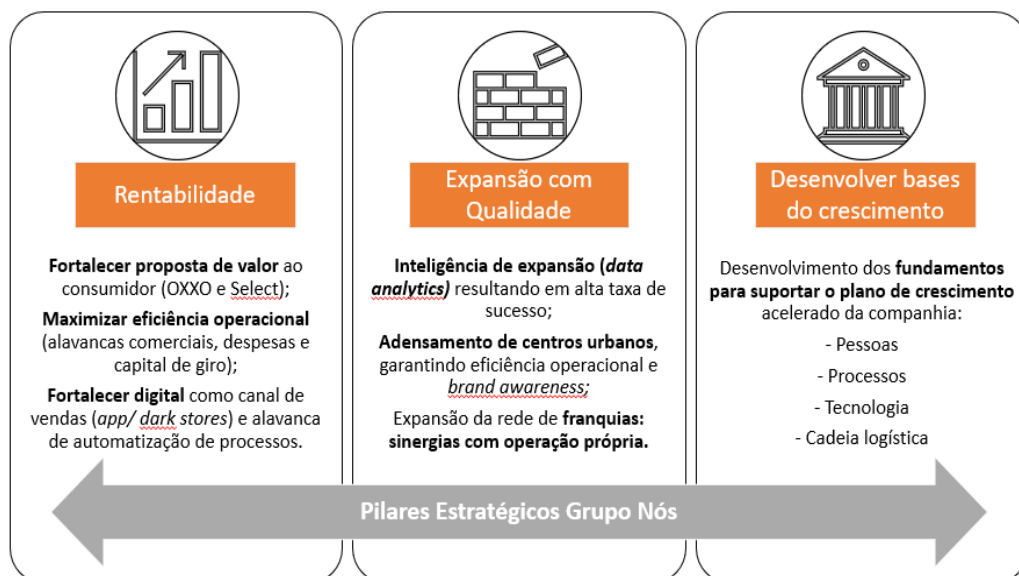 Rentabilidade
Fortalecer proposta de valor ao
consumidor (OXXO e Select);
Maximizar eficiência operacional
(alavancas comerciais, despesas e
capital de giro);
Fortalecer digital como canal de
vendas (app/ dark stores) e alavanca
de automatização de processos.
Expansão com
Qualidade
Inteligência de expansão (data
analytics) resultando em alta taxa de
sucesso;
Adensamento de centros urbanos,
garantindo eficiência operacional e
brand awareness;
Expansão da rede de franquias:
sinergias com operação própria.
Desenvolver bases
do crescimento
Desenvolvimento dos fundamentos
para suportar o plano de crescimento
acelerado da companhia:
- Pessoas
- Processos
- Tecnologia
- Cadeia logística
Pilares Estratégicos Grupo Nós